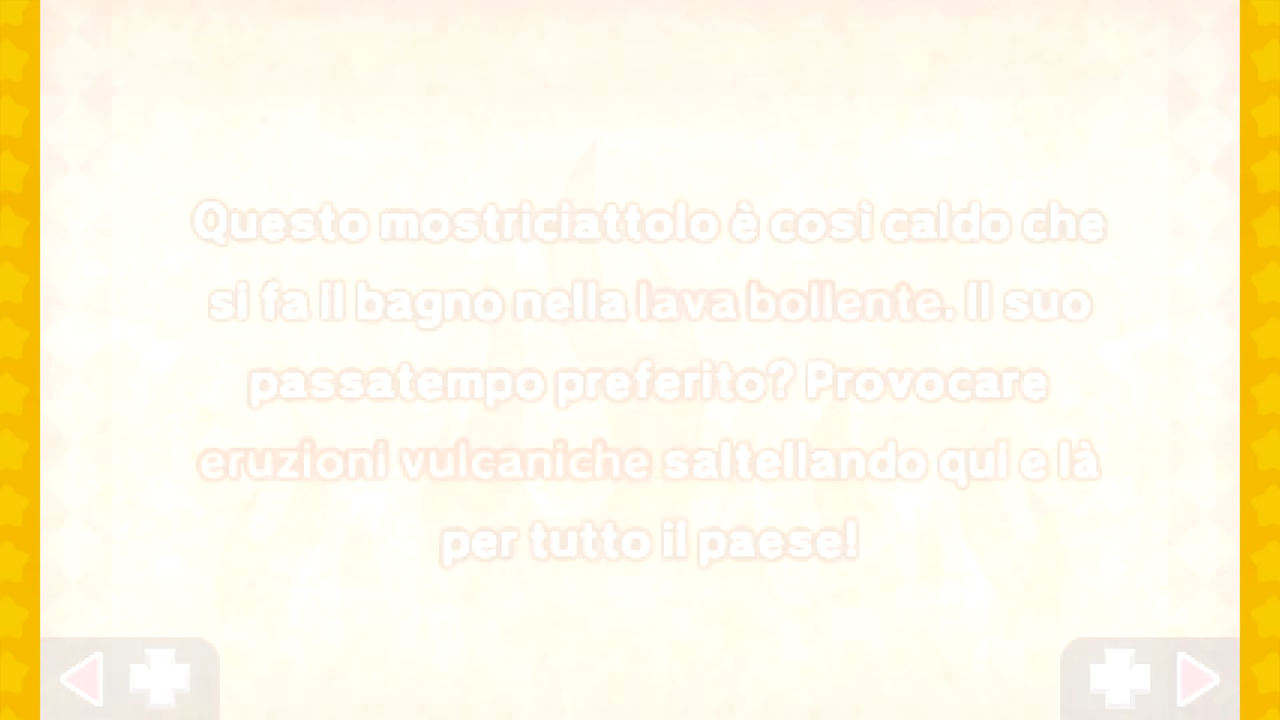 Questo mostriciattolo è così caldo che
si fa il bagno nella lava bollente. Il suo
passatempo preferito? Provocare
eruzioni vulcaniche saltellando qui e là
per tutto il paese!